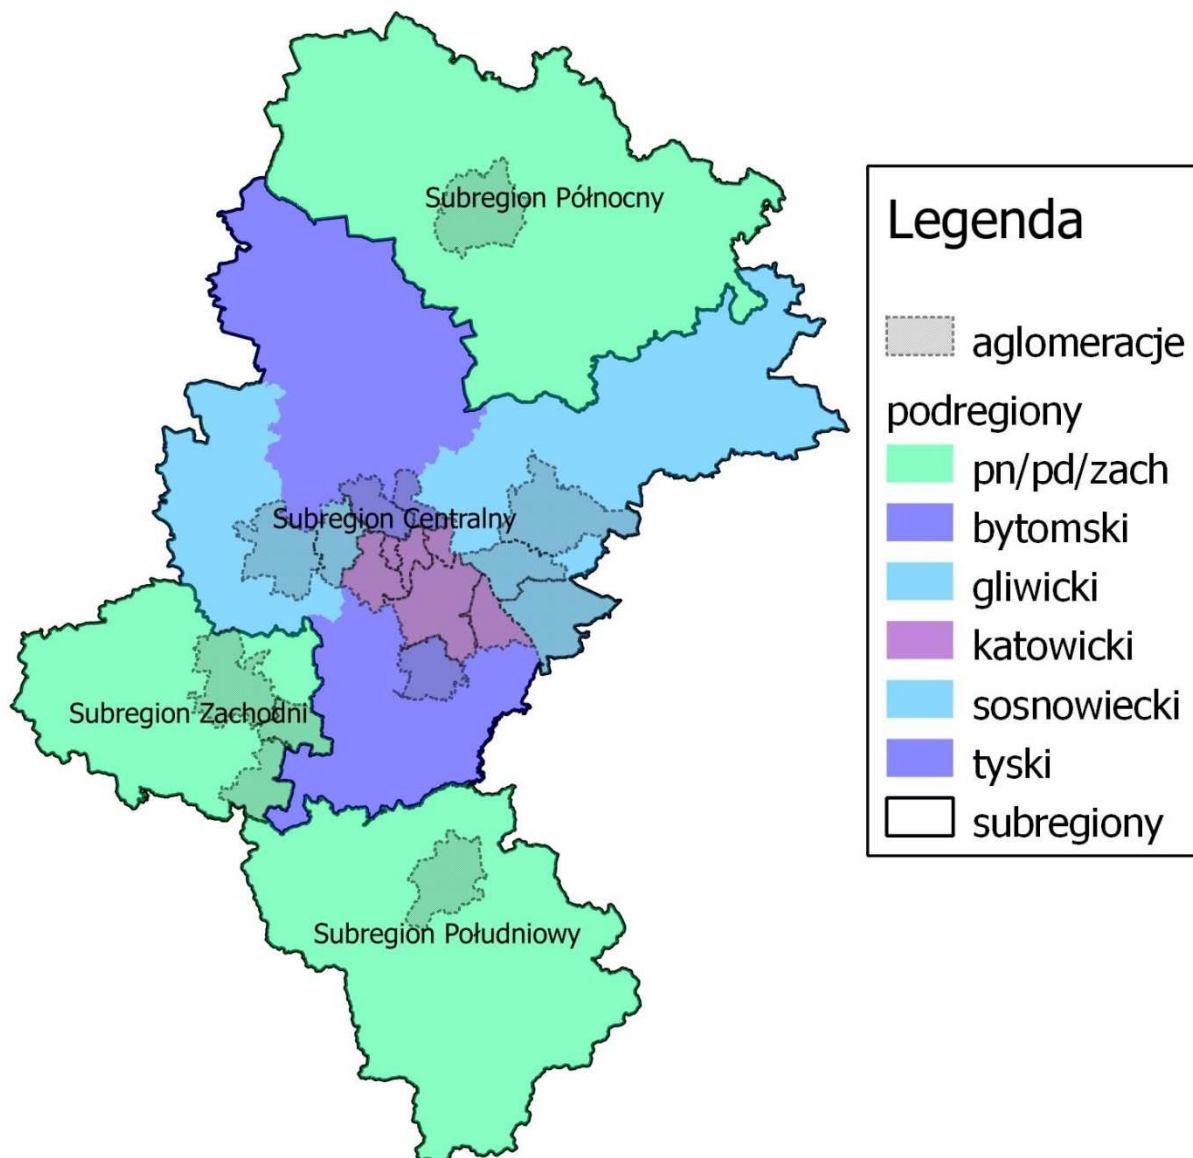 Subregion Północny
Subregion Centralny
Subregion Zachodni
Subregion Południowy
Legenda
aglomeracje
podregiony
pn/pd/zach
bytomski
gliwicki
katowicki
sosnowiecki
tyski
subregiony